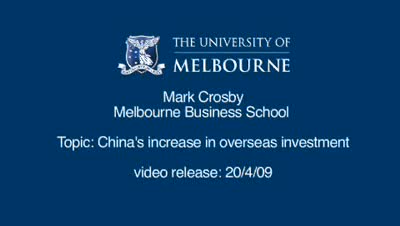 THE UNIVERSITY OF
MELBOURNE
Mark Crosby
Melbourne Business School
Topic: China's increase in overseas investment
video release: 20/4/09